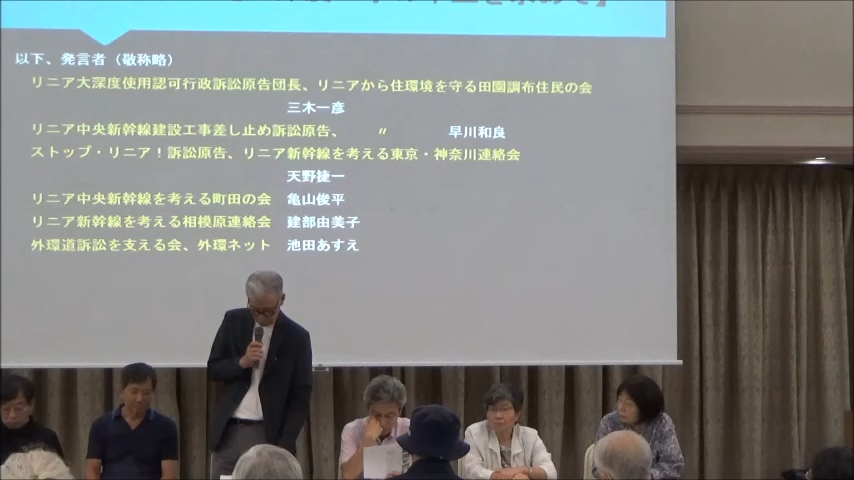 以下、発言者（敬称略）
リニア大深度使用認可行政訴訟原告団長、リニアから住環境を守る田園調布住民の会
三木一彦
リニア中央新幹線建設工事差し止め訴訟原告、　〃　早川和良
ストップ・リニア！訴訟原告、リニア新幹線を考える東京・神奈川連絡会
天野捷一
リニア中央新幹線を考える町田の会　亀山俊平
リニア新幹線を考える相模原連絡会　建部由美子
外環道訴訟を支える会、外環ネット　池田あすえ